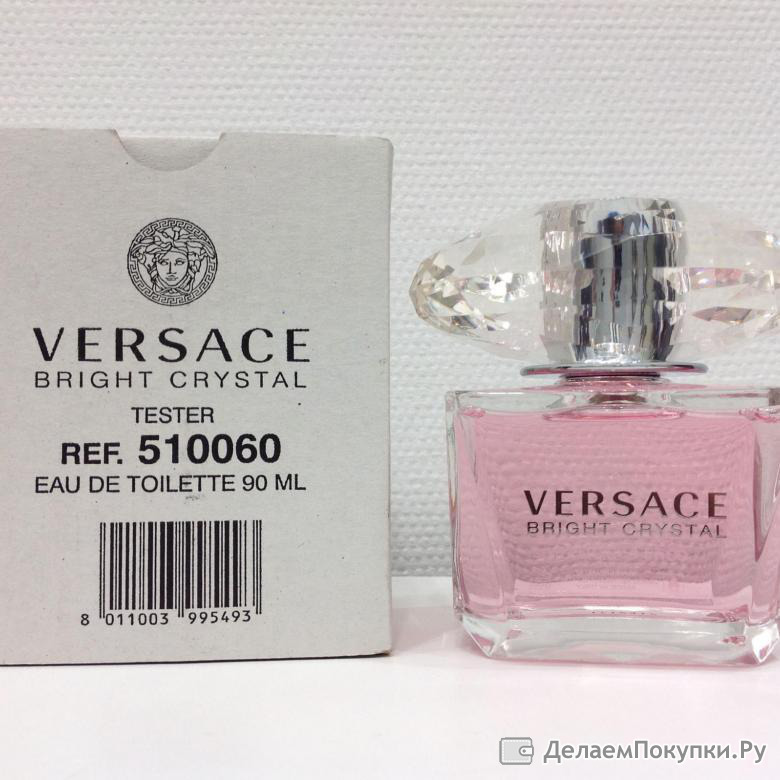 VERSACE
BRIGHT CRYSTAL
TESTER
REF. 510060
EAU DE TOILETTE 90 ML
8 011003 995493
VERSACE
BRIGHT CRYSTAL
ДелаемПокупки.Ру